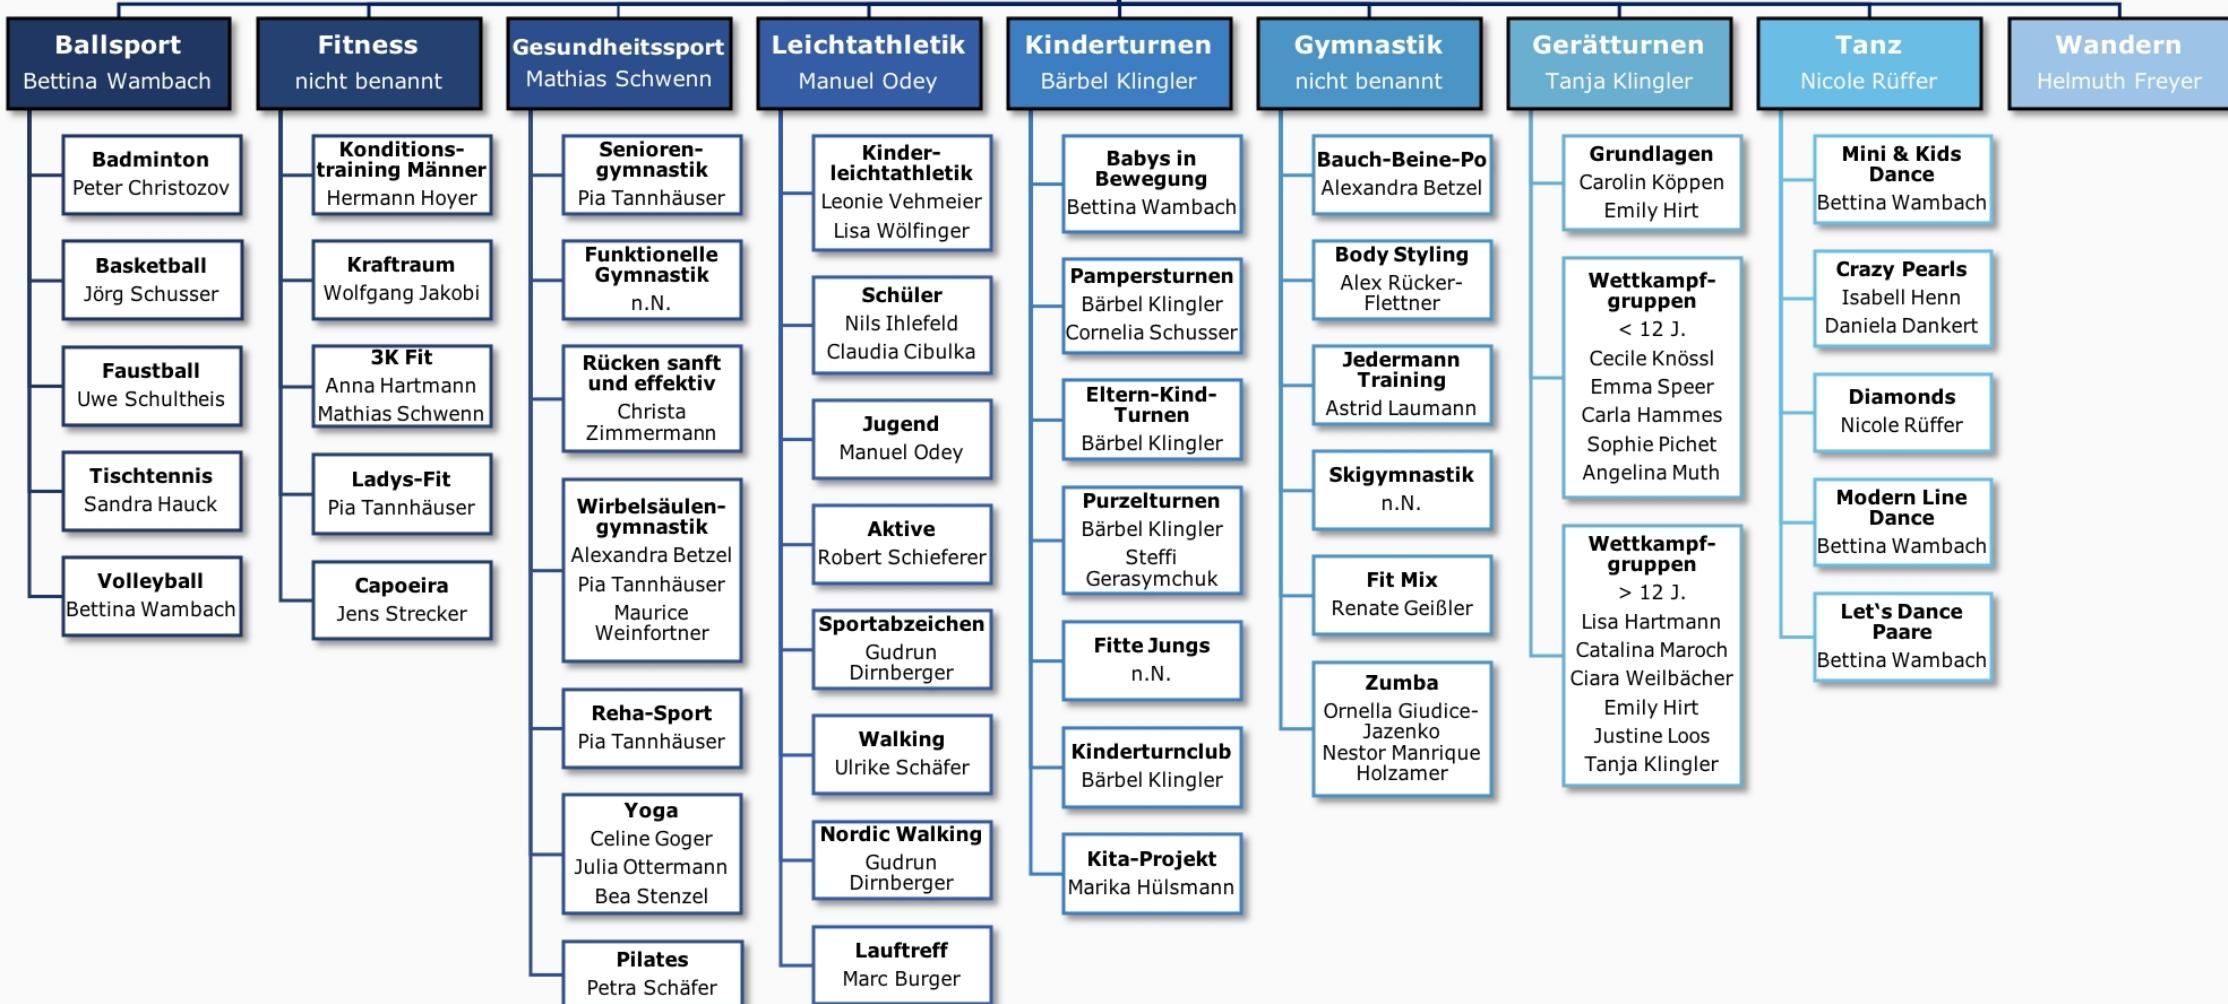 Ballsport
Bettina Wambach
Badminton
Peter Christozov
Basketball
Jörg Schusser
Faustball
Uwe Schultheis
Tischtennis
Sandra Hauck
Volleyball
Bettina Wambach
Fitness
nicht benannt
Konditions-
training Männer
Hermann Hoyer
Kraftraum
Wolfgang Jakobi
3K Fit
Anna Hartmann
Mathias Schwenn
Ladys-Fit
Pia Tannhäuser
Capoeira
Jens Strecker
Gesundheitssport
Mathias Schwenn
Senioren-
gymnastik
Pia Tannhäuser
Funktionelle
Gymnastik
n.N.
Rücken sanft
und effektiv
Christa
Zimmermann
Wirbelsäulen-
gymnastik
Alexandra Betzel
Pia Tannhäuser
Maurice
Weinfortner
Reha-Sport
Pia Tannhäuser
Yoga
Celine Goger
Julia Ottermann
Bea Stenzel
Pilates
Petra Schäfer
Leichtathletik
Manuel Odey
Kinder-
leichtathletik
Leonie Vehmeier
Lisa Wölfinger
Schüler
Nils Ihlefeld
Claudia Cibulka
Jugend
Manuel Odey
Aktive
Robert Schieferer
Sportabzeichen
Gudrun
Dirnberger
Walking
Ulrike Schäfer
Nordic Walking
Gudrun
Dirnberger
Lauftreff
Marc Burger
Kinderturnen
Bärbel Klingler
Babys in
Bewegung
Bettina Wambach
Pampersturnen
Bärbel Klingler
Cornelia Schusser
Eltern-Kind-
Turnen
Bärbel Klingler
Purzelturnen
Bärbel Klingler
Steffi
Gerasymchuk
Fitte Jungs
n.N.
Kinderturnclub
Bärbel Klingler
Kita-Projekt
Marika Hülsmann
Gymnastik
nicht benannt
Bauch-Beine-Po
Alexandra Betzel
Body Styling
Alex Rücker-
Flettner
Jedermann
Training
Astrid Laumann
Skigymnastik
n.N.
Fit Mix
Renate Geißler
Zumba
Ornella Giudice-
Jazenko
Nestor Manrique
Holzamer
Gerätturnen
Tanja Klingler
Grundlagen
Carolin Köppen
Emily Hirt
Wettkampf-
gruppen
< 12 J.
Cecile Knössl
Emma Speer
Carla Hammes
Sophie Pichet
Angelina Muth
Wettkampf-
gruppen
> 12 J.
Lisa Hartmann
Catalina Maroch
Ciara Weilbächer
Emily Hirt
Justine Loos
Tanja Klingler
Tanz
Nicole Rüffer
Mini & Kids
Dance
Bettina Wambach
Crazy Pearls
Isabell Henn
Daniela Dankert
Diamonds
Nicole Rüffer
Modern Line
Dance
Bettina Wambach
Let‛s Dance
Paare
Bettina Wambach
Wandern
Helmuth Freyer